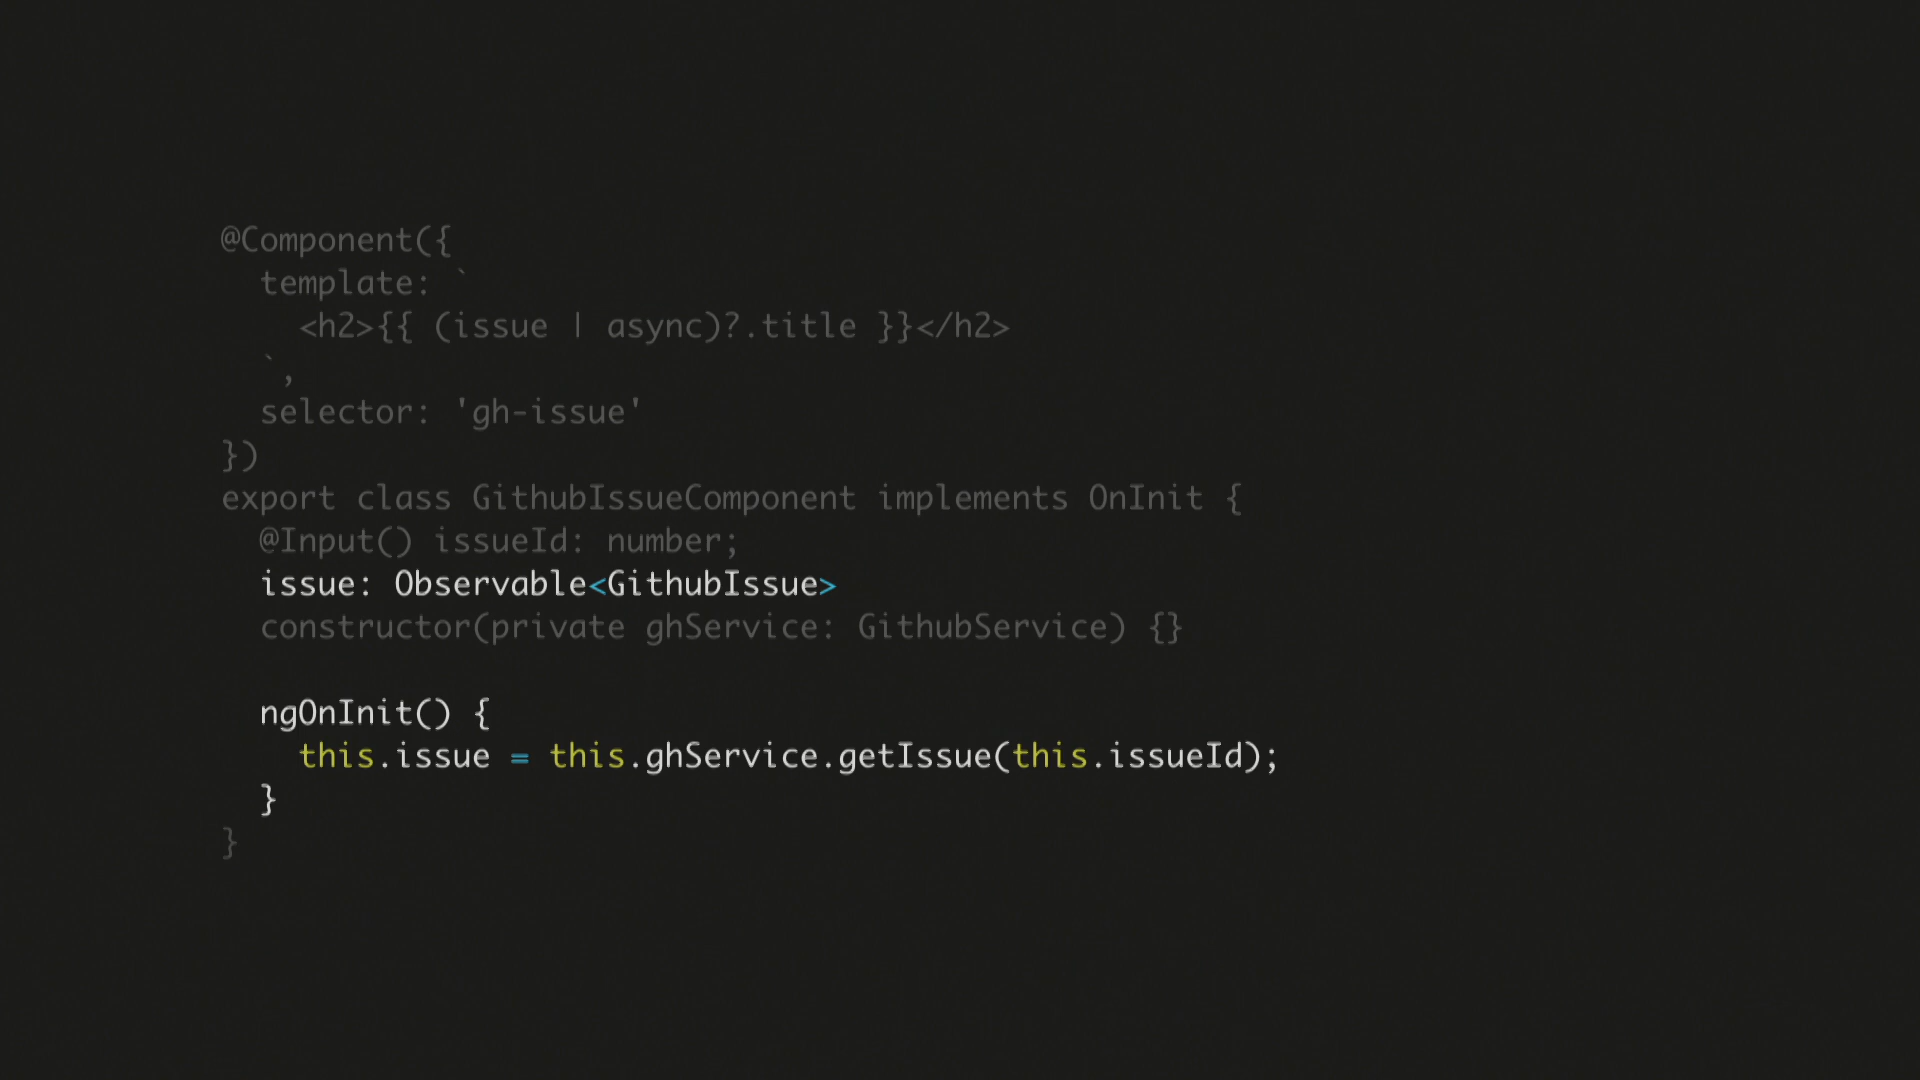 @Component({
  template: `
    <h2>{{ (issue | async)?.title }}</h2>
  `,
  selector: 'gh-issue'
})
export class GithubIssueComponent implements OnInit {
  @Input() issueId: number;
  issue: Observable<GithubIssue>
  constructor(private ghService: GithubService) {}

  ngOnInit() {
    this.issue = this.ghService.getIssue(this.issueId);
  }
}